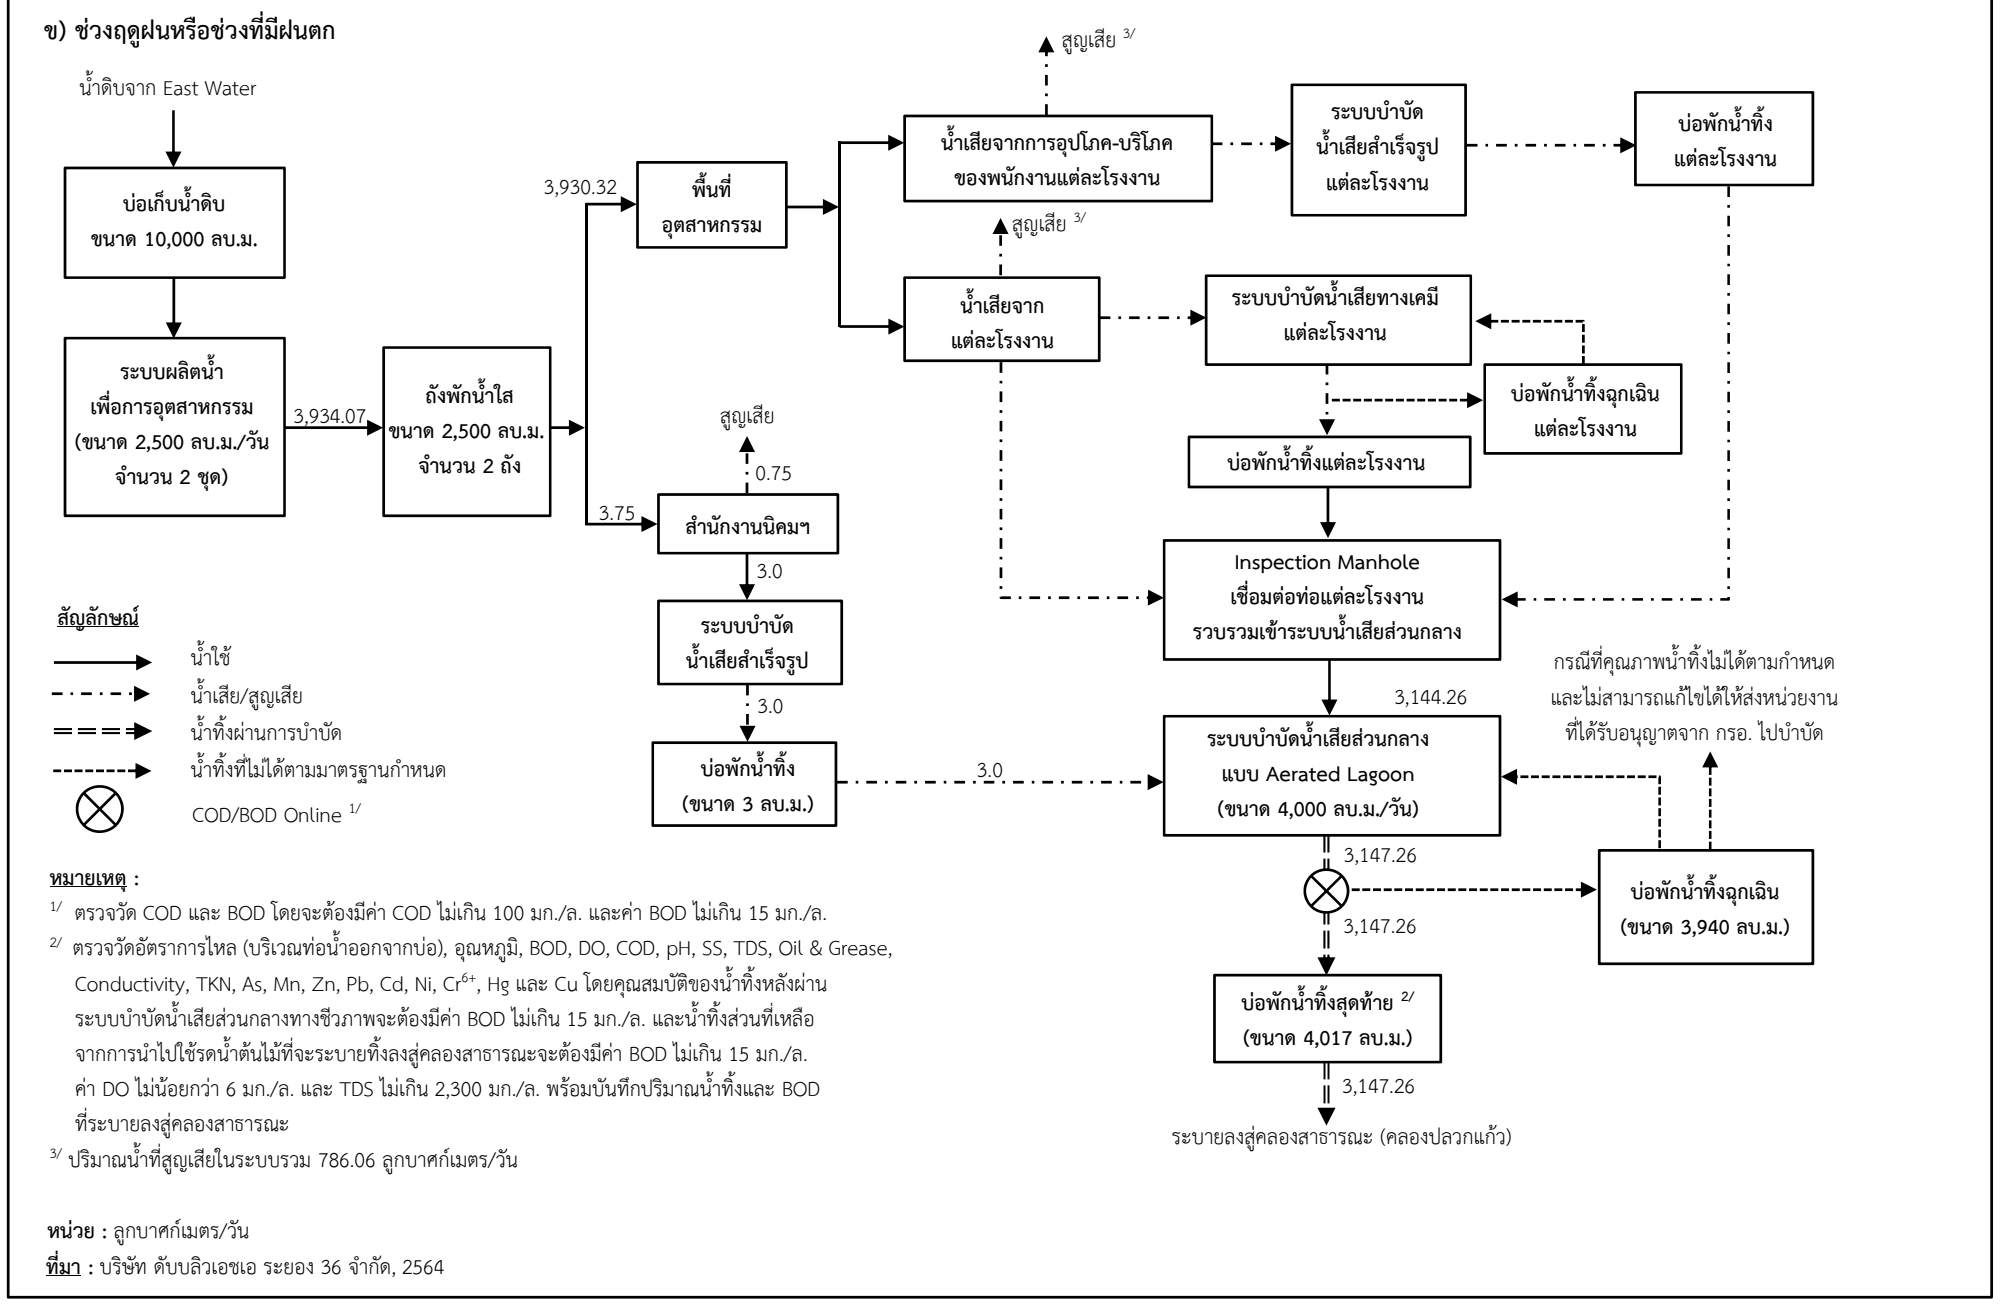 ข) ช่วงฤดูฝนหรือช่วงที่มีฝนตก
น้ำดิบจาก East Water
บ่อเก็บน้ำดิบ
ขนาด 10,000 ลบ.ม.
ระบบผลิตน้ำ
เพื่อการอุตสาหกรรม
(ขนาด 2,500 ลบ.ม./วัน
จำนวน 2 ชุด)
3,934.07
ถังพักน้ำใส
ขนาด 2,500 ลบ.ม.
จำนวน 2 ถัง
3,930.32
พื้นที่
อุตสาหกรรม
สูญเสีย 3/
น้ำเสียจากการอุปโภค-บริโภค
ของพนักงานแต่ละโรงงาน
ระบบบำบัด
น้ำเสียสำเร็จรูป
แต่ละโรงงาน
บ่อพักน้ำทิ้ง
แต่ละโรงงาน
สูญเสีย 3/
น้ำเสียจาก
แต่ละโรงงาน
ระบบบำบัดน้ำเสียทางเคมี
แต่ละโรงงาน
บ่อพักน้ำทิ้งฉุกเฉิน
แต่ละโรงงาน
บ่อพักน้ำทิ้งแต่ละโรงงาน
สูญเสีย
0.75
3.75
สำนักงานนิคมฯ
3.0
ระบบบำบัด
น้ำเสียสำเร็จรูป
3.0
บ่อพักน้ำทิ้ง
(ขนาด 3 ลบ.ม.)
3.0
Inspection Manhole
เชื่อมต่อท่อแต่ละโรงงาน
รวบรวมเข้าระบบน้ำเสียส่วนกลาง
3,144.26
ระบบบำบัดน้ำเสียส่วนกลาง
แบบ Aerated Lagoon
(ขนาด 4,000 ลบ.ม./วัน)
กรณีที่คุณภาพน้ำทิ้งไม่ได้ตามกำหนด
และไม่สามารถแก้ไขได้ให้ส่งหน่วยงาน
ที่ได้รับอนุญาตจาก กรอ. ไปบำบัด
3,147.26
บ่อพักน้ำทิ้งฉุกเฉิน
(ขนาด 3,940 ลบ.ม.)
3,147.26
บ่อพักน้ำทิ้งสุดท้าย 2/
(ขนาด 4,017 ลบ.ม.)
3,147.26
ระบายลงสู่คลองสาธารณะ (คลองปลวกแก้ว)
สัญลักษณ์
น้ำใช้
น้ำเสีย/สูญเสีย
น้ำทิ้งผ่านการบำบัด
น้ำทิ้งที่ไม่ได้ตามมาตรฐานกำหนด
COD/BOD Online 1/
หมายเหตุ :
1/ ตรวจวัด COD และ BOD โดยจะต้องมีค่า COD ไม่เกิน 100 มก./ล. และค่า BOD ไม่เกิน 15 มก./ล.
2/ ตรวจวัดอัตราการไหล (บริเวณท่อน้ำออกจากบ่อ), อุณหภูมิ, BOD, DO, COD, pH, SS, TDS, Oil & Grease,
Conductivity, TKN, As, Mn, Zn, Pb, Cd, Ni, Cr6+, Hg และ Cu โดยคุณสมบัติของน้ำทิ้งหลังผ่าน
ระบบบำบัดน้ำเสียส่วนกลางทางชีวภาพจะต้องมีค่า BOD ไม่เกิน 15 มก./ล. และน้ำทิ้งส่วนที่เหลือ
จากการนำไปใช้รดน้ำต้นไม้ที่จะระบายทิ้งลงสู่คลองสาธารณะจะต้องมีค่า BOD ไม่เกิน 15 มก./ล.
ค่า DO ไม่น้อยกว่า 6 มก./ล. และ TDS ไม่เกิน 2,300 มก./ล. พร้อมบันทึกปริมาณน้ำทิ้งและ BOD
ที่ระบายลงสู่คลองสาธารณะ
3/ ปริมาณน้ำที่สูญเสียในระบบรวม 786.06 ลูกบาศก์เมตร/วัน
หน่วย : ลูกบาศก์เมตร/วัน
ที่มา : บริษัท ดับบลิวเอชเอ ระยอง 36 จำกัด, 2564